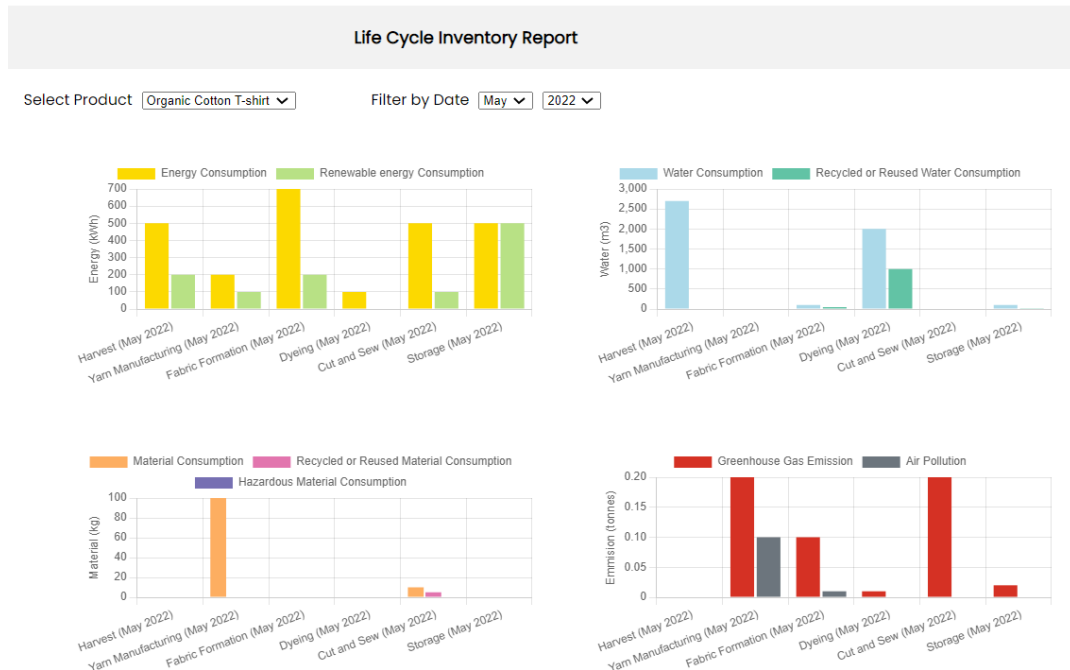 Life Cycle Inventory Report
Select Product Organic Cotton T-shirt Filter by Date May 2022
Energy Consumption Renewable energy Consumption
Energy (kWh)
700
600
500
400
300
200
100
0
Harvest (May 2022)
Yarn Manufacturing (May 2022)
Fabric Formation (May 2022)
Dyeing (May 2022)
Cut and Sew (May 2022)
Storage (May 2022)
Water Consumption Recycled or Reused Water Consumption
Water (m3)
3,000
2,500
2,000
1,500
1,000
500
0
Harvest (May 2022)
Yarn Manufacturing (May 2022)
Fabric Formation (May 2022)
Dyeing (May 2022)
Cut and Sew (May 2022)
Storage (May 2022)
Material Consumption Recycled or Reused Material Consumption
Hazardous Material Consumption
Material (kg)
100
80
60
40
20
0
Harvest (May 2022)
Yarn Manufacturing (May 2022)
Fabric Formation (May 2022)
Dyeing (May 2022)
Cut and Sew (May 2022)
Storage (May 2022)
Greenhouse Gas Emission Air Pollution
Emmision (tonnes)
0.20
0.15
0.10
0.05
0
Harvest (May 2022)
Yarn Manufacturing (May 2022)
Fabric Formation (May 2022)
Dyeing (May 2022)
Cut and Sew (May 2022)
Storage (May 2022)